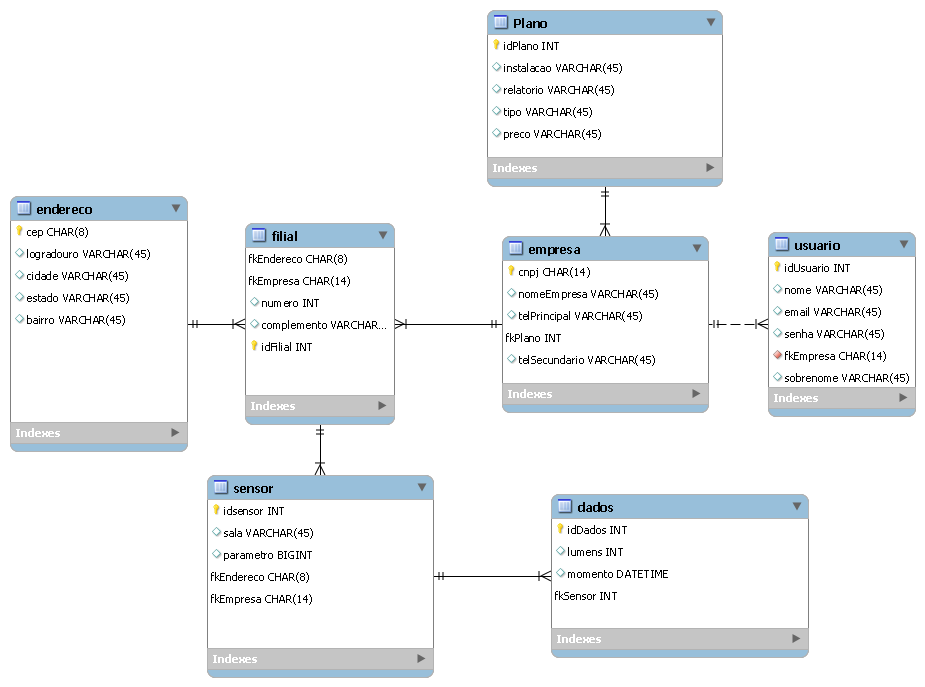 Plano
idPlano INT
instalacao VARCHAR(45)
relatorio VARCHAR(45)
tipo VARCHAR(45)
preco VARCHAR(45)
Indexes
endereco
cep CHAR(8)
logradouro VARCHAR(45)
cidade VARCHAR(45)
estado VARCHAR(45)
bairro VARCHAR(45)
Indexes
filial
fkEndereco CHAR(8)
fkEmpresa CHAR(14)
numero INT
complemento VARCHAR...
idFilial INT
Indexes
empresa
cnpj CHAR(14)
nomeEmpresa VARCHAR(45)
telPrincipal VARCHAR(45)
fkPlano INT
telSecundario VARCHAR(45)
Indexes
usuario
idUsuario INT
nome VARCHAR(45)
email VARCHAR(45)
senha VARCHAR(45)
fkEmpresa CHAR(14)
sobrenome VARCHAR(45)
Indexes
sensor
idsensor INT
sala VARCHAR(45)
parametro BIGINT
fkEndereco CHAR(8)
fkEmpresa CHAR(14)
Indexes
dados
idDados INT
lumens INT
momento DATETIME
fkSensor INT
Indexes